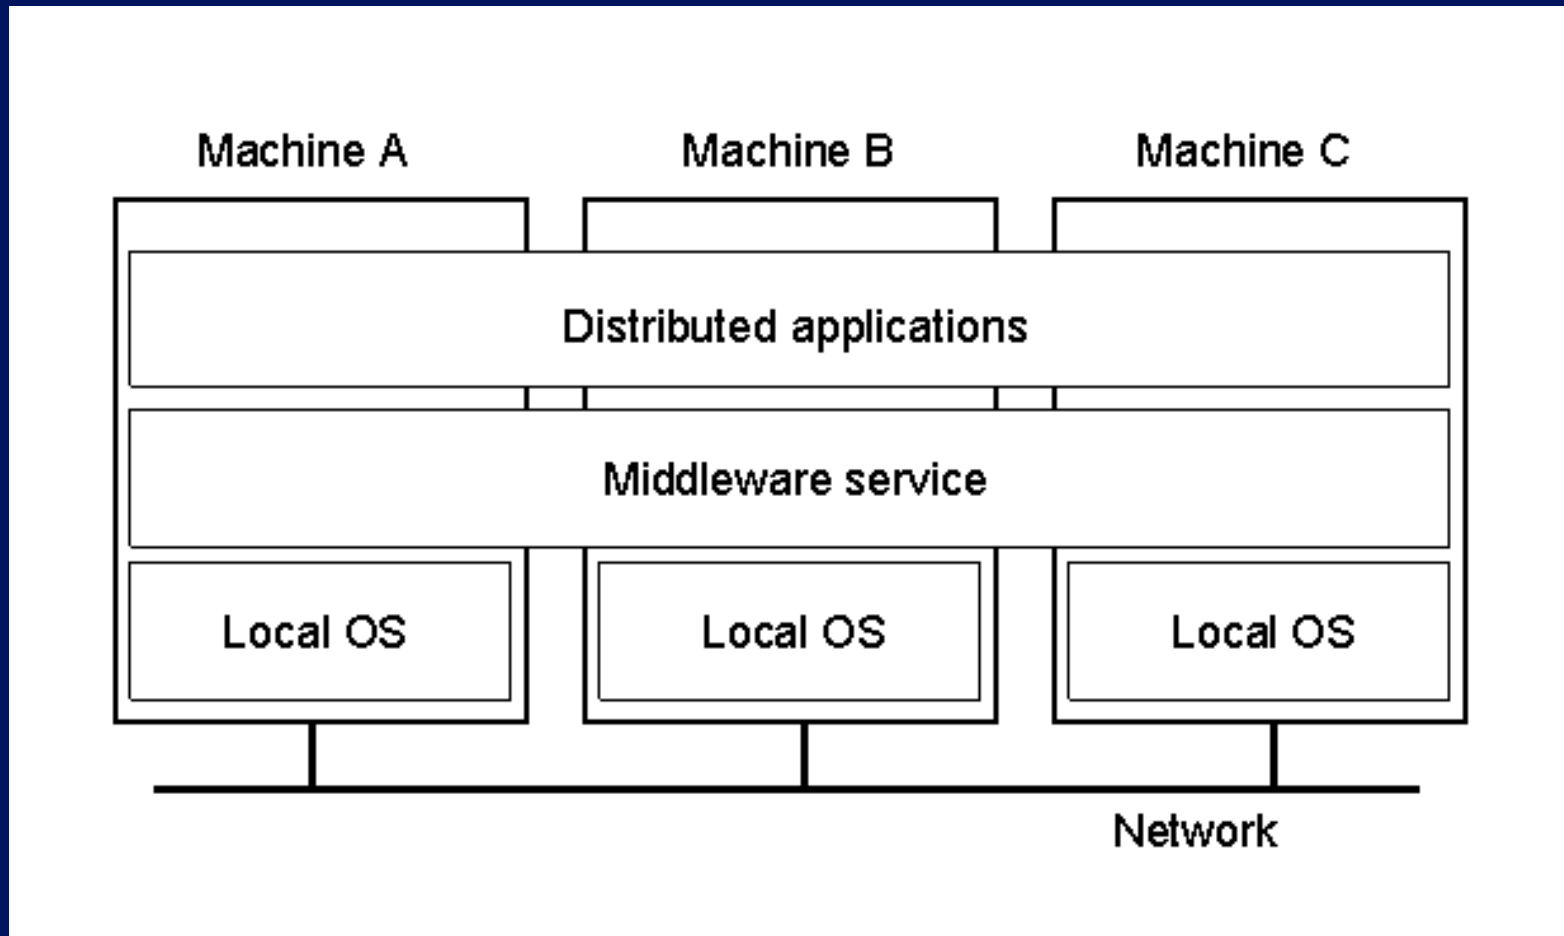 Machine A
Machine B
Machine C
Distributed applications
Middleware service
Local OS
Local OS
Local OS
Network